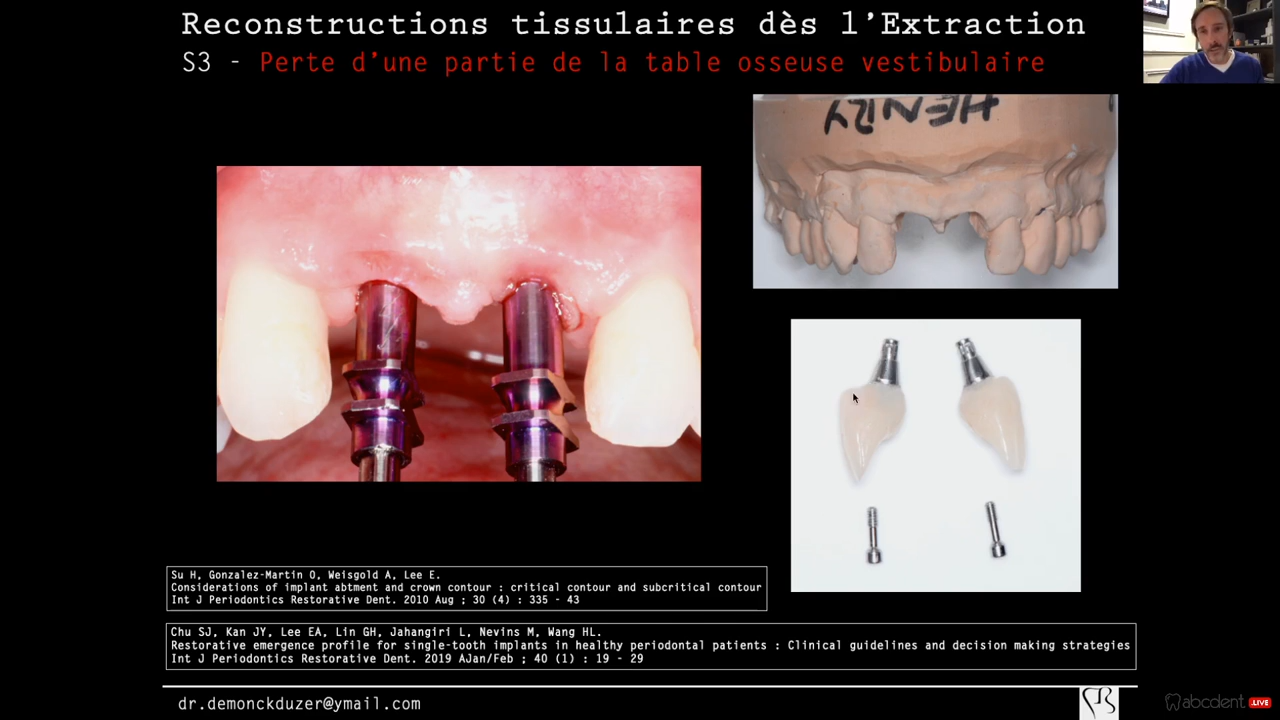 Reconstructions tissulaires dès l'Extraction
S3 - Perte d'une partie de la table osseuse vestibulaire
HENRY
Su H, Gonzalez-Martin O, Weisgold A, Lee E.
Considerations of implant abtment and crown contour : critical contour and subcritical contour
Int J Periodontics Restorative Dent. 2010 Aug ; 30 (4) : 335 - 43
Chu SJ, Kan JY, Lee EA, Lin GH, Jahangiri L, Nevins M, Wang HL.
Restorative emergence profile for single-tooth implants in healthy periodontal patients : Clinical guidelines and decision making strategies
Int J Periodontics Restorative Dent. 2019 AJan/Feb ; 40 (1) : 19 - 29
dr.demonckduzer@ymail.com
abcdent LIVE